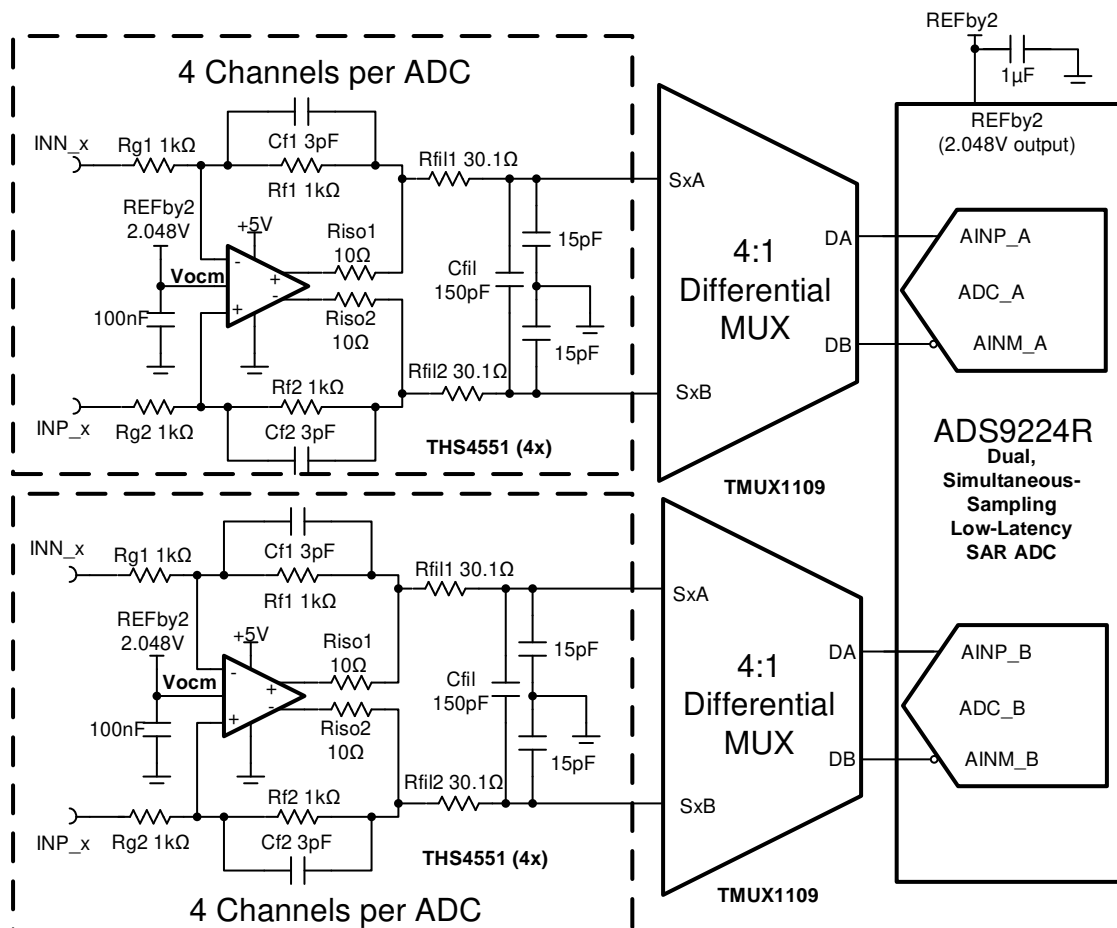 4 Channels per ADC
INN_x
Rg1 1kΩ
Cf1 3pF
Rf1 1kΩ
Rfil1 30.1Ω
REFby2
2.048V
+5V
Vocm
-
+
+
-
Riso1
10Ω
Riso2
10Ω
100nF
Cfil
150pF
15pF
15pF
Rfil2 30.1Ω
Rf2 1kΩ
Cf2 3pF
INP_x
Rg2 1kΩ
THS4551 (4x)
SxA
SxB
4:1
Differential
MUX
DA
DB
TMUX1109
REFby2
1µF
REFby2
(2.048V output)
AINP_A
ADC_A
AINM_A
ADS9224R
Dual,
Simultaneous-
Sampling
Low-Latency
SAR ADC
INN_x
Rg1 1kΩ
Cf1 3pF
Rf1 1kΩ
Rfil1 30.1Ω
REFby2
2.048V
+5V
Vocm
-
+
+
-
Riso1
10Ω
Riso2
10Ω
100nF
Cfil
150pF
15pF
15pF
Rfil2 30.1Ω
Rf2 1kΩ
Cf2 3pF
INP_x
Rg2 1kΩ
THS4551 (4x)
4 Channels per ADC
SxA
SxB
4:1
Differential
MUX
DA
DB
TMUX1109
AINP_B
ADC_B
AINM_B